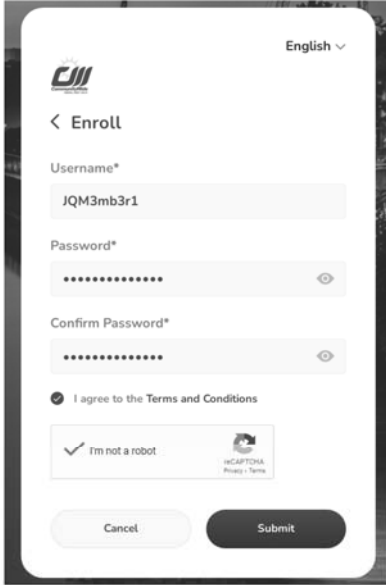 English
CJW
< Enroll
Username*
JQM3mb3r1
Password*
••••••••••••••
Confirm Password*
••••••••••••••
I agree to the Terms and Conditions
I'm not a robot
reCAPTCHA
Privacy - Terms
Cancel
Submit